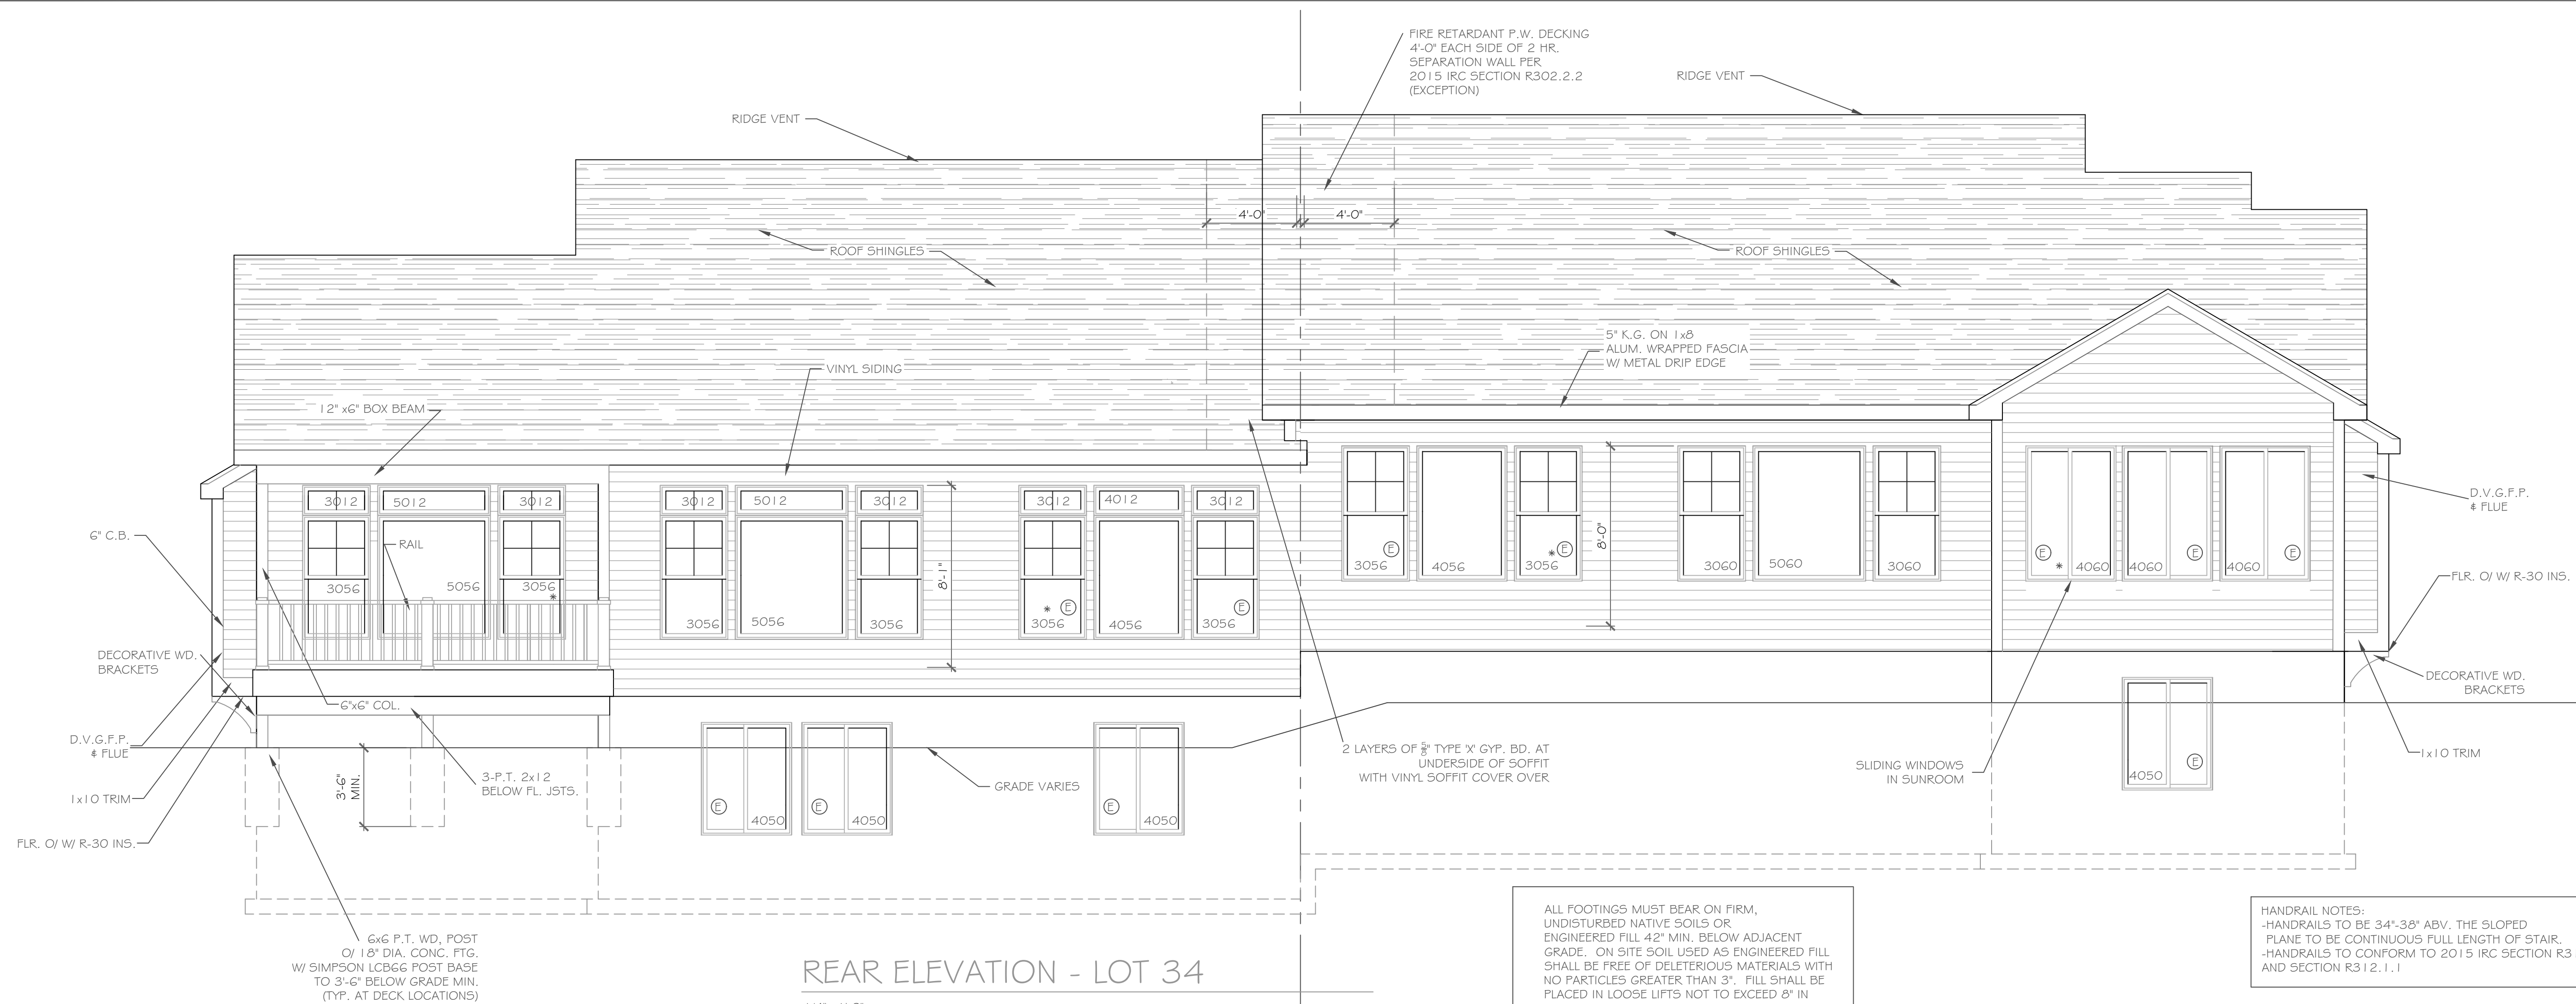 FIRE RETARDANT P.W. DECKING
4'-0" EACH SIDE OF 2 HR.
SEPARATION WALL PER
2015 IRC SECTION R302.2.2
(EXCEPTION)
RIDGE VENT
RIDGE VENT
4'-0"
4'-0"
ROOF SHINGLES
ROOF SHINGLES
5" K.G. ON 1x8
ALUM. WRAPPED FASCIA
W/ METAL DRIP EDGE
VINYL SIDING
12" x6" BOX BEAM
3012
5012
3012
3012
5012
3012
3012
4012
3012
D.V.G.F.P.
& FLUE
6" C.B.
RAIL
8'-0"
8'-1"
E
*
E
E
*
E
E
3056
4056
3056
3060
5060
3060
4060
4060
4060
FLR. O/ W/ R-30 INS.
3056
5056
3056
*
*
E
E
3056
5056
3056
3056
4056
3056
DECORATIVE WD.
BRACKETS
DECORATIVE WD.
BRACKETS
6"x6" COL.
D.V.G.F.P.
& FLUE
2 LAYERS OF 5/8" TYPE 'X' GYP. BD. AT
UNDERSIDE OF SOFFIT
WITH VINYL SOFFIT COVER OVER
1x10 TRIM
SLIDING WINDOWS
IN SUNROOM
E
4050
3'-6"
MIN.
3-P.T. 2x12
BELOW FL. JSTS.
GRADE VARIES
1x10 TRIM
E
4050
E
4050
E
4050
FLR. O/ W/ R-30 INS.
6x6 P.T. WD, POST
O/ 18" DIA. CONC. FTG.
W/ SIMPSON LCB66 POST BASE
TO 3'-6" BELOW GRADE MIN.
(TYP. AT DECK LOCATIONS)
REAR ELEVATION - LOT 34
ALL FOOTINGS MUST BEAR ON FIRM,
UNDISTURBED NATIVE SOILS OR
ENGINEERED FILL 42" MIN. BELOW ADJACENT
GRADE. ON SITE SOIL USED AS ENGINEERED FILL
SHALL BE FREE OF DELETERIOUS MATERIALS WITH
NO PARTICLES GREATER THAN 3". FILL SHALL BE
PLACED IN LOOSE LIFTS NOT TO EXCEED 8" IN
HANDRAIL NOTES:
-HANDRAILS TO BE 34"-38" ABV. THE SLOPED
PLANE TO BE CONTINUOUS FULL LENGTH OF STAIR.
-HANDRAILS TO CONFORM TO 2015 IRC SECTION R3
AND SECTION R312.1.1